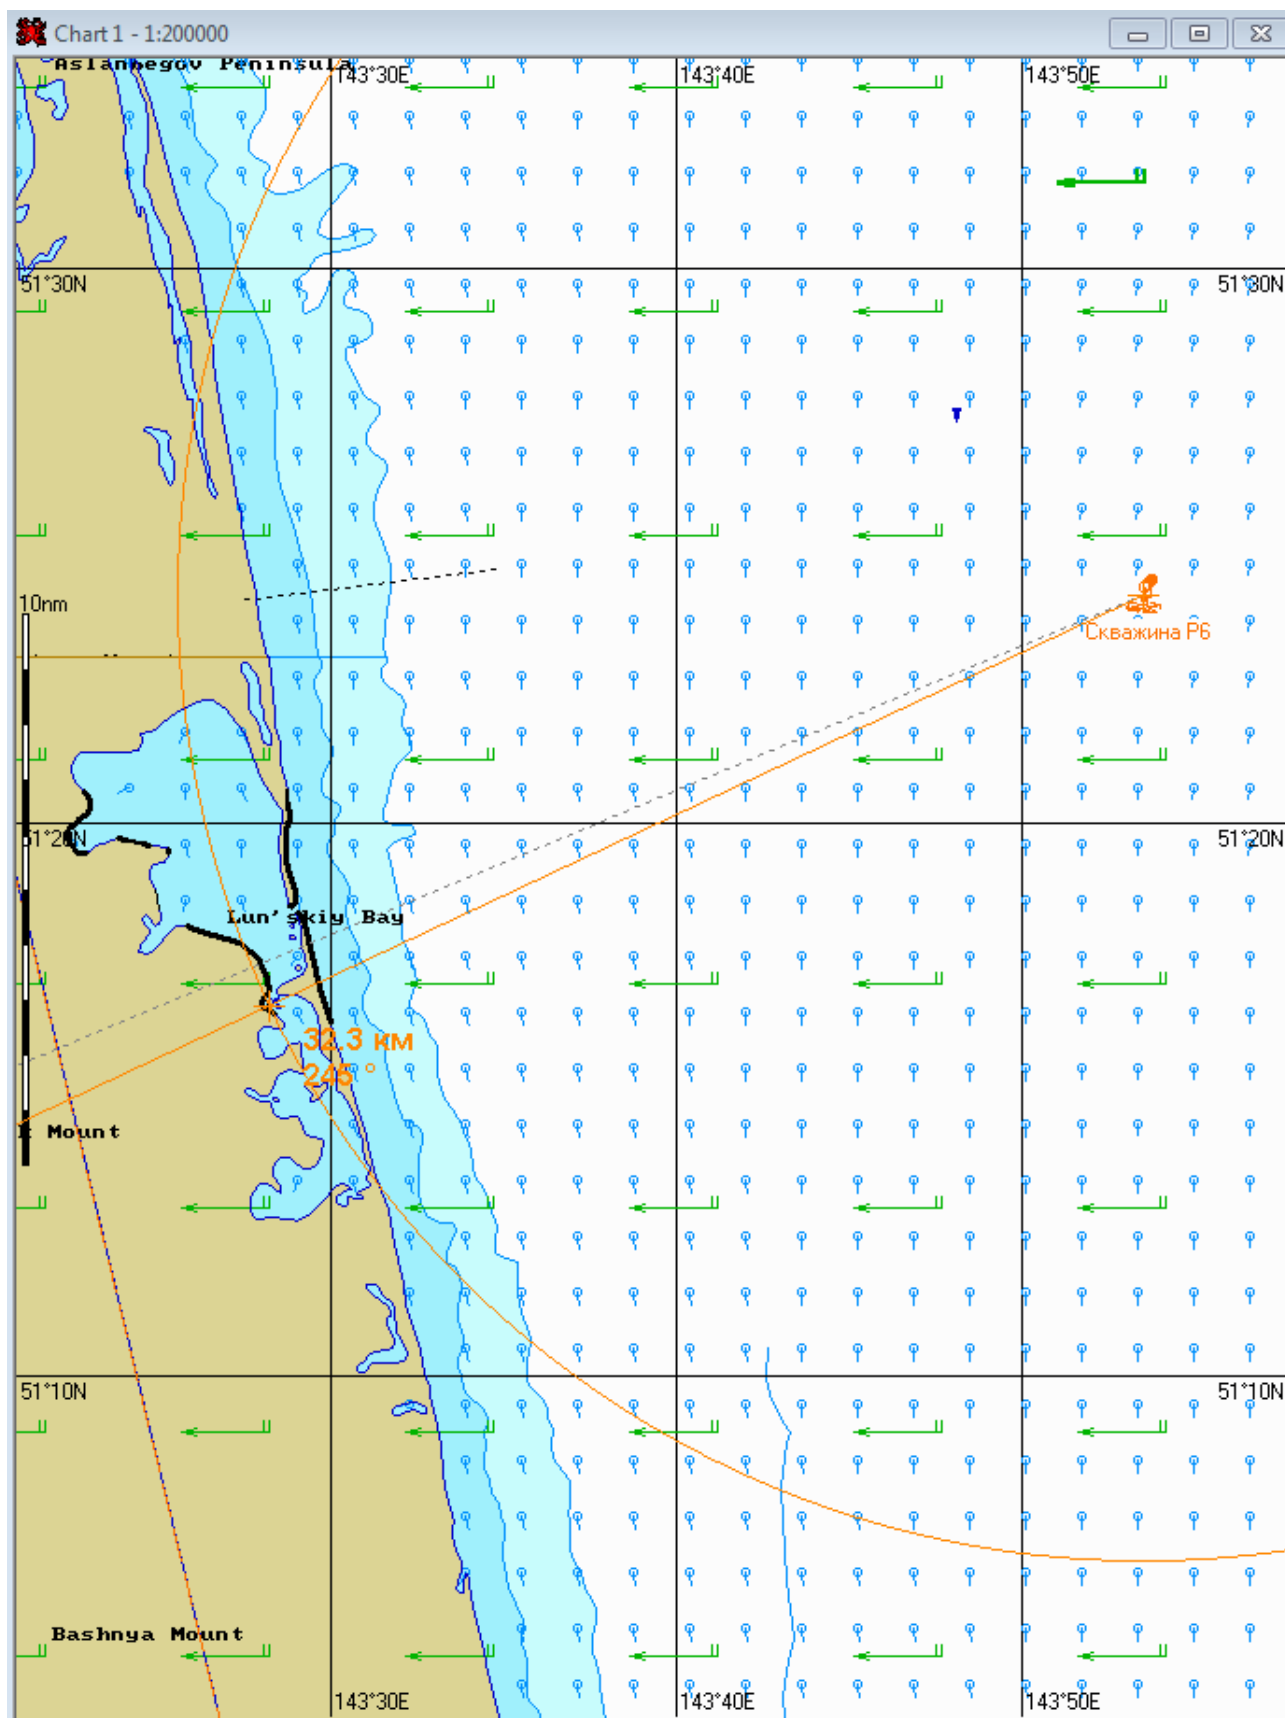 Chart 1 - 1:200000
Aslanbegov Peninsula
143°30E
143°40E
143°50E
51°30N
51°30N
10nm
Скважина Р6
51°20N
51°20N
Lun'skiy Bay
32.3 км
245 °
Mount
51°10N
51°10N
Bashnya Mount
143°30E
143°40E
143°50E